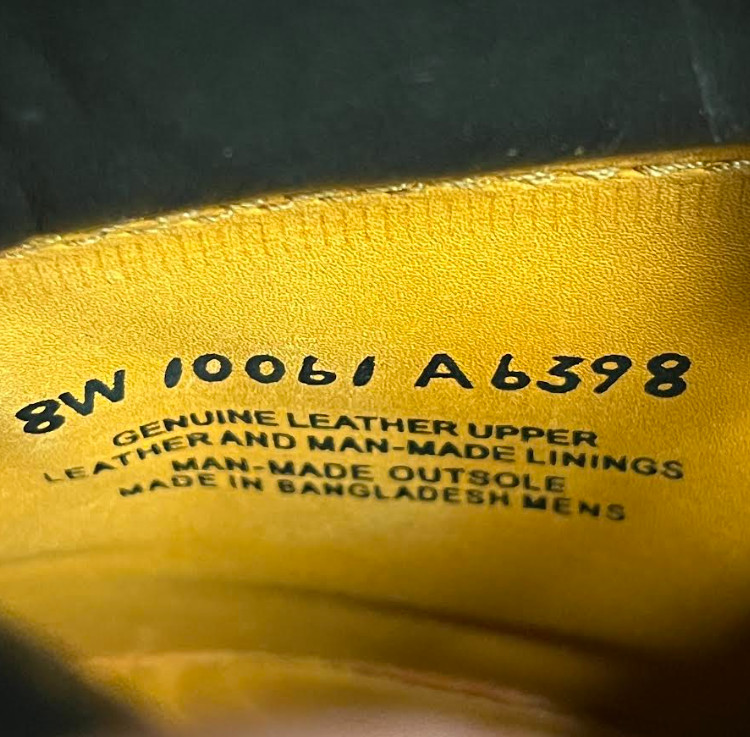 8W 10061 A6398
GENUINE LEATHER UPPER
LEATHER AND MAN-MADE LININGS
MAN-MADE OUTSOLE
MADE IN BANGLADESH MENS